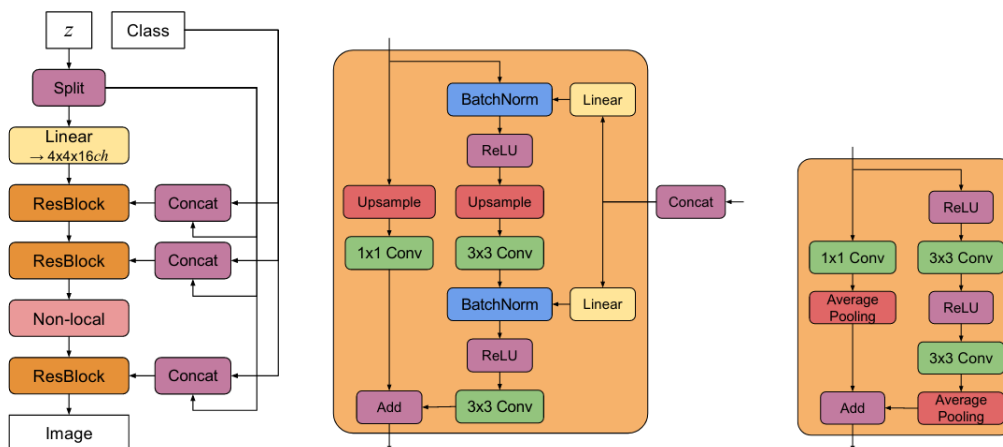 z
Class
Split
Linear
→ 4x4x16ch
ResBlock
Concat
ResBlock
Concat
Non-local
ResBlock
Concat
Image
BatchNorm
Linear
ReLU
Upsample
Upsample
Concat
1x1 Conv
3x3 Conv
BatchNorm
Linear
ReLU
Add
3x3 Conv
ReLU
1x1 Conv
3x3 Conv
Average
Pooling
ReLU
3x3 Conv
Add
Average
Pooling